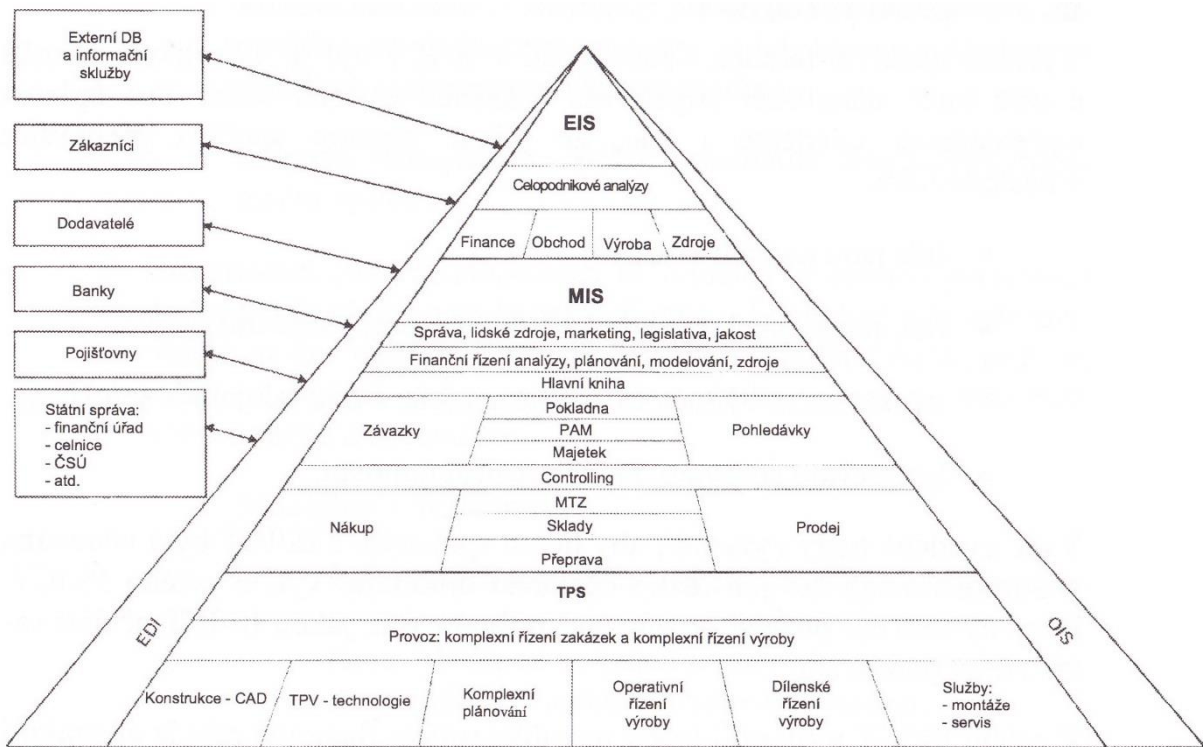 Externí DB
a informační
sklužby
Zákazníci
Dodavatelé
Banky
Pojišťovny
Státní správa:
- finanční úřad
- celnice
- ČSÚ
- atd.
EIS
Celopodnikové analýzy
Finance
Obchod
Výroba
Zdroje
MIS
Správa, lidské zdroje, marketing, legislativa, jakost
Finanční řízení analýzy, plánování, modelování, zdroje
Hlavní kniha
Závazky
Pokladna
PAM
Majetek
Pohledávky
Controlling
Nákup
MTZ
Sklady
Přeprava
Prodej
TPS
EDI
OIS
Provoz: komplexní řízení zakázek a komplexní řízení výroby
Konstrukce - CAD
TPV - technologie
Komplexní
plánování
Operativní
řízení
výroby
Dílenské
řízení
výroby
Služby:
- montáže
- servis